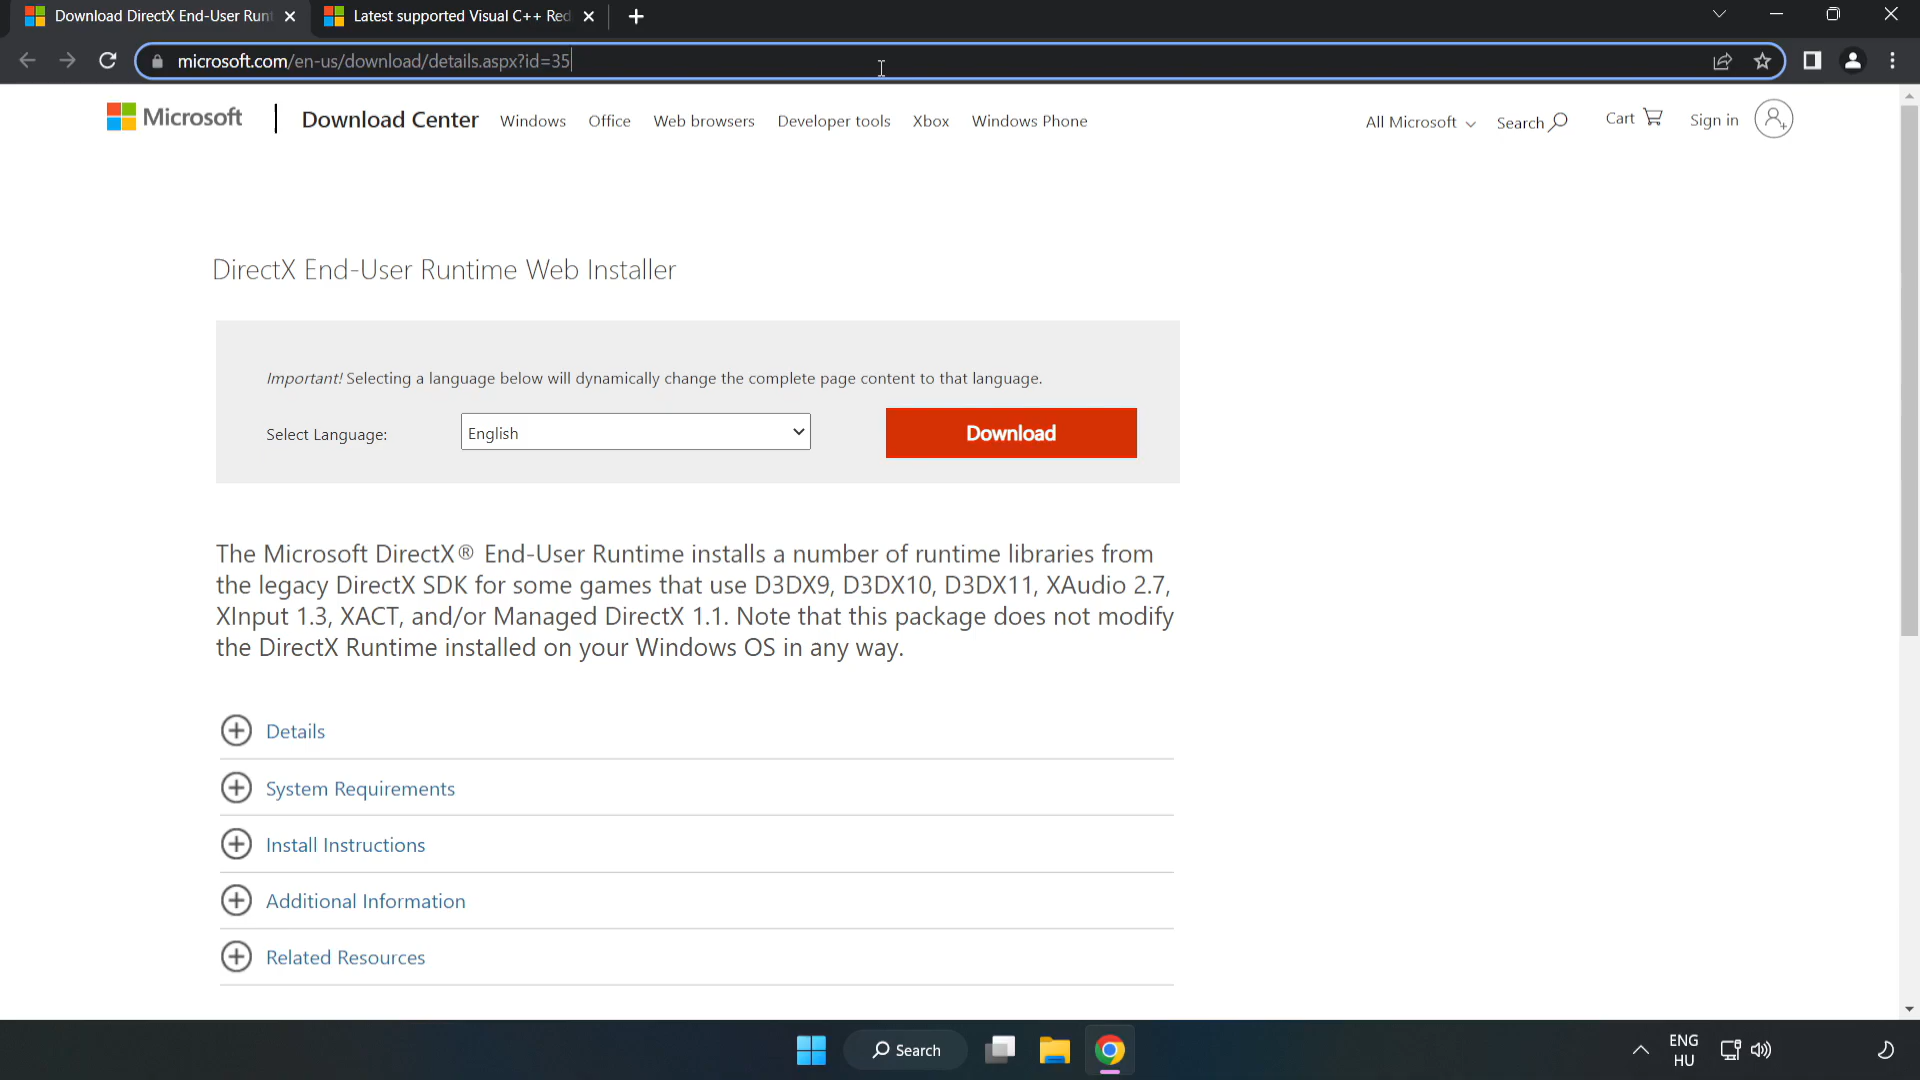 Download DirectX End-User Runt
Latest supported Visual C++ Red
microsoft.com/en-us/download/details.aspx?id=35
Microsoft
Download Center
Windows
Office
Web browsers
Developer tools
Xbox
Windows Phone
All Microsoft
Search
Cart
Sign in
DirectX End-User Runtime Web Installer
Important! Selecting a language below will dynamically change the complete page content to that language.
Select Language:
English
Download
The Microsoft DirectX® End-User Runtime installs a number of runtime libraries from
the legacy DirectX SDK for some games that use D3DX9, D3DX10, D3DX11, XAudio 2.7,
XInput 1.3, XACT, and/or Managed DirectX 1.1. Note that this package does not modify
the DirectX Runtime installed on your Windows OS in any way.
Details
System Requirements
Install Instructions
Additional Information
Related Resources
Search
ENG
HU